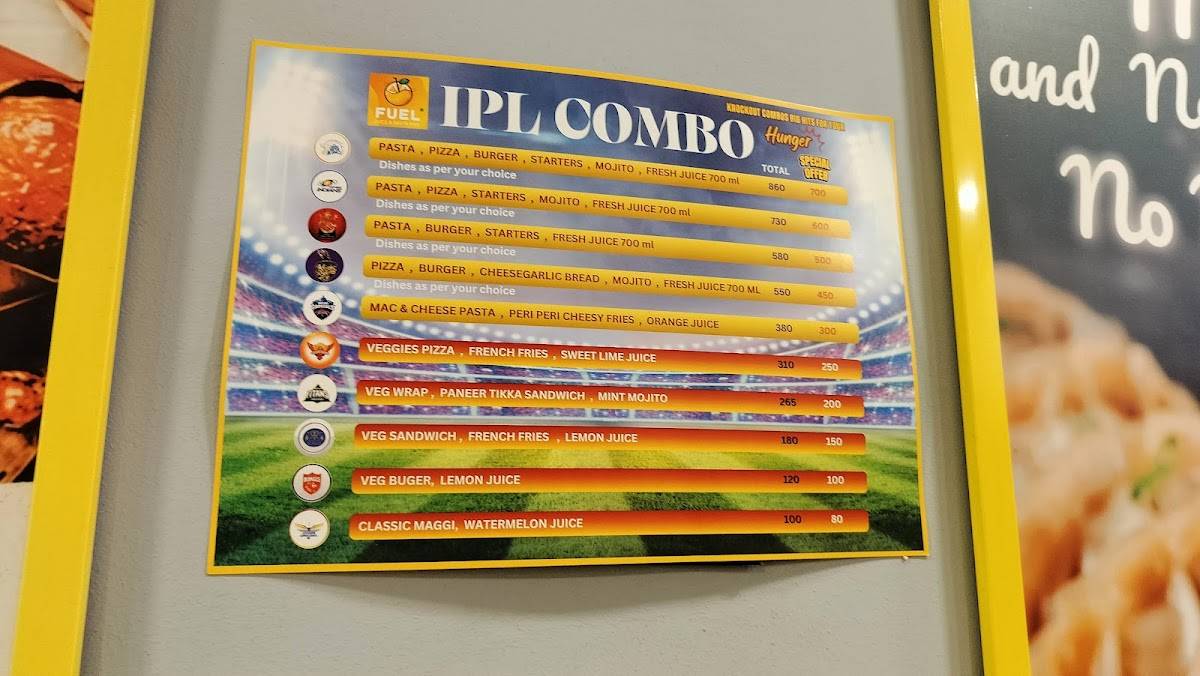 FUEL
IPL COMBO
KNOCKOUT COMBOS BIG HITS FOR YOUR
Hunger
TOTAL
SPECIAL
OFFER
PASTA , PIZZA , BURGER , STARTERS , MOJITO , FRESH JUICE 700 ml 860 700
Dishes as per your choice
PASTA , PIZZA , STARTERS , MOJITO , FRESH JUICE 700 ml 730 600
Dishes as per your choice
PASTA , BURGER , STARTERS , FRESH JUICE 700 ml 580 500
Dishes as per your choice
PIZZA , BURGER , CHEESEGARLIC BREAD , MOJITO , FRESH JUICE 700 ML 550 450
Dishes as per your choice
MAC & CHEESE PASTA , PERI PERI CHEESY FRIES , ORANGE JUICE 380 300
VEGGIES PIZZA , FRENCH FRIES , SWEET LIME JUICE 310 250
VEG WRAP , PANEER TIKKA SANDWICH , MINT MOJITO 265 200
VEG SANDWICH , FRENCH FRIES , LEMON JUICE 180 150
VEG BUGER, LEMON JUICE 120 100
CLASSIC MAGGI, WATERMELON JUICE 100 80
and
No